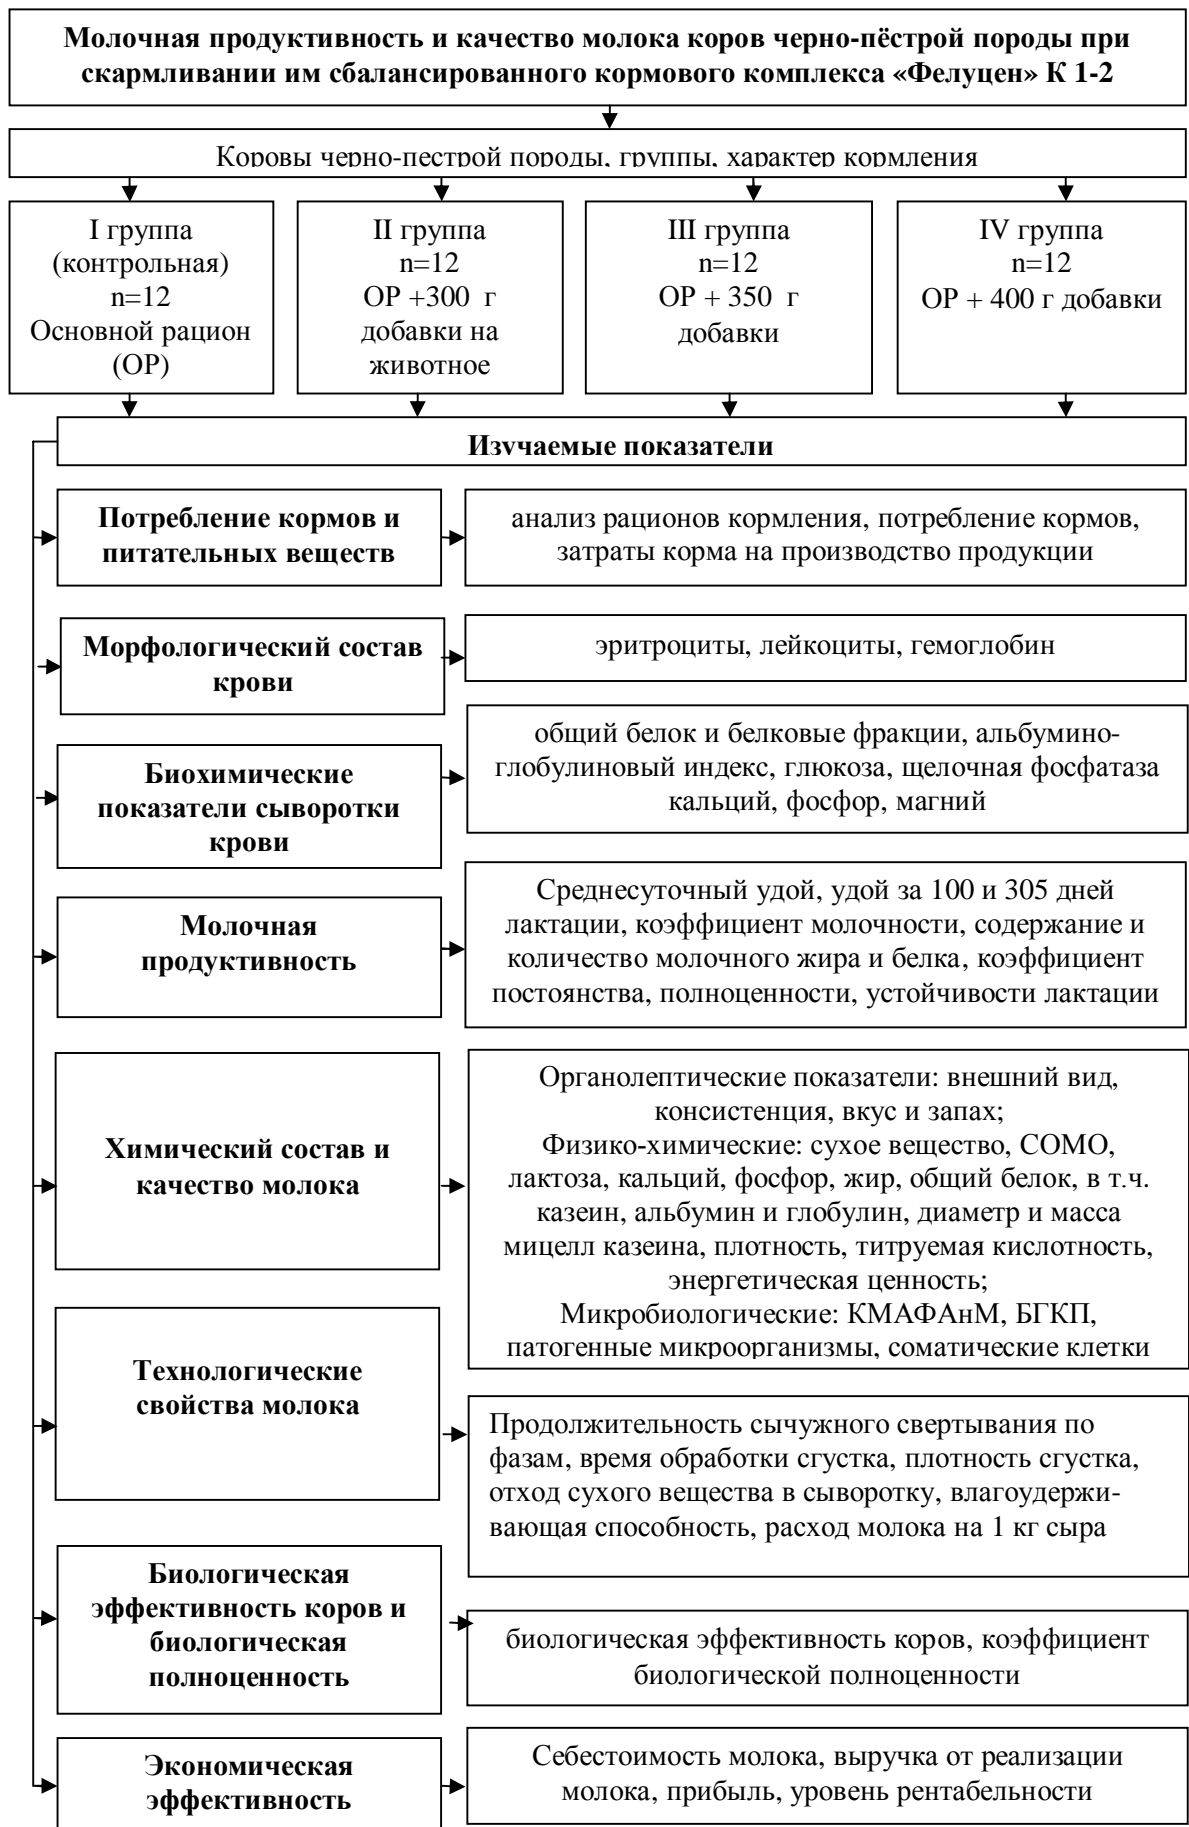 Молочная продуктивность и качество молока коров черно-пёстрой породы при
скармливании им сбалансированного кормового комплекса «Фелуцен» К 1-2
Коровы черно-пестрой породы, группы, характер кормления
I группа
(контрольная)
n=12
Основной рацион
(ОР)
II группа
n=12
ОР +300 г
добавки на
животное
III группа
n=12
ОР + 350 г
добавки
IV группа
n=12
ОР + 400 г добавки
Изучаемые показатели
Потребление кормов и
питательных веществ
анализ рационов кормления, потребление кормов,
затраты корма на производство продукции
Морфологический состав
крови
эритроциты, лейкоциты, гемоглобин
Биохимические
показатели сыворотки
крови
общий белок и белковые фракции, альбумино-
глобулиновый индекс, глюкоза, щелочная фосфатаза
кальций, фосфор, магний
Молочная
продуктивность
Среднесуточный удой, удой за 100 и 305 дней
лактации, коэффициент молочности, содержание и
количество молочного жира и белка, коэффициент
постоянства, полноценности, устойчивости лактации
Химический состав и
качество молока
Органолептические показатели: внешний вид,
консистенция, вкус и запах;
Физико-химические: сухое вещество, СОМО,
лактоза, кальций, фосфор, жир, общий белок, в т.ч.
казеин, альбумин и глобулин, диаметр и масса
мицелл казеина, плотность, титруемая кислотность,
энергетическая ценность;
Микробиологические: КМАФАнМ, БГКП,
патогенные микроорганизмы, соматические клетки
Технологические
свойства молока
Продолжительность сычужного свертывания по
фазам, время обработки сгустка, плотность сгустка,
отход сухого вещества в сыворотку, влагоудержи-
вающая способность, расход молока на 1 кг сыра
Биологическая
эффективность коров и
биологическая
полноценность
биологическая эффективность коров, коэффициент
биологической полноценности
Экономическая
эффективность
Себестоимость молока, выручка от реализации
молока, прибыль, уровень рентабельности